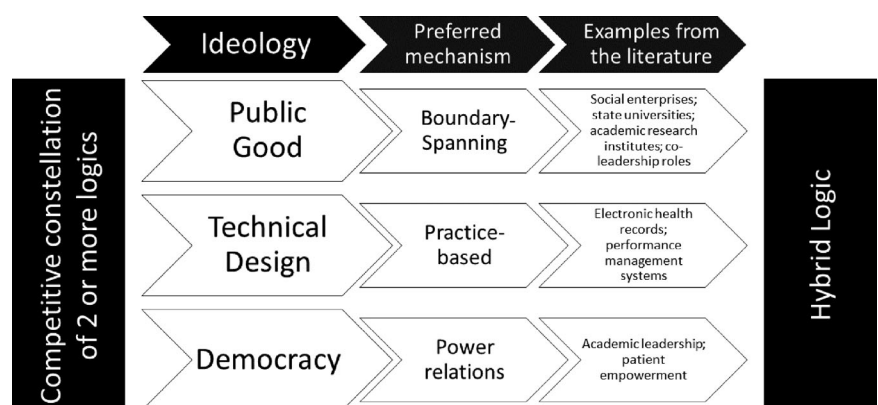 Ideology
Preferred
mechanism
Examples from
the literature
Competitive constellation
of 2 or more logics
Public
Good
Boundary-
Spanning
Social enterprises;
state universities;
academic research
institutes; co-
leadership roles
Technical
Design
Practice-
based
Electronic health
records;
performance
management
systems
Democracy
Power
relations
Academic leadership;
patient
empowerment
Hybrid Logic